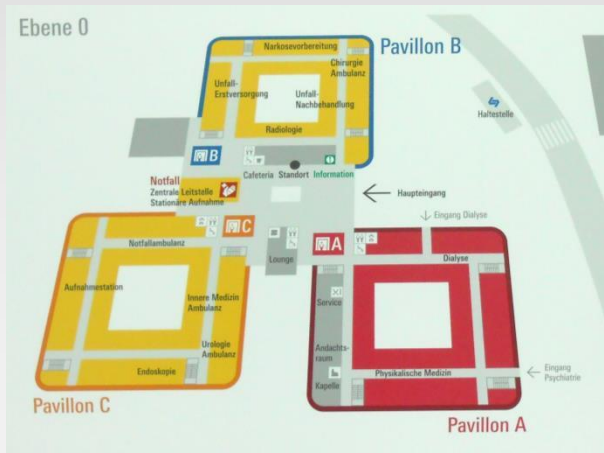 Ebene 0
Pavillon B
Narkosevorbereitung
Chirurgie
Ambulanz
Unfall-
Erstversorgung
Unfall-
Nachbehandlung
Radiologie
Haltestelle
B
Cafeteria
Standort
Information
Notfall
Zentrale Leitstelle
Stationäre Aufnahme
Haupteingang
C
A
Lounge
Eingang Dialyse
Notfallambulanz
Dialyse
Aufnahmestation
Innere Medizin
Ambulanz
Urologie
Ambulanz
Endoskopie
Service
Andachts-
raum
Kapelle
Physikalische Medizin
Eingang
Psychiatrie
Pavillon C
Pavillon A